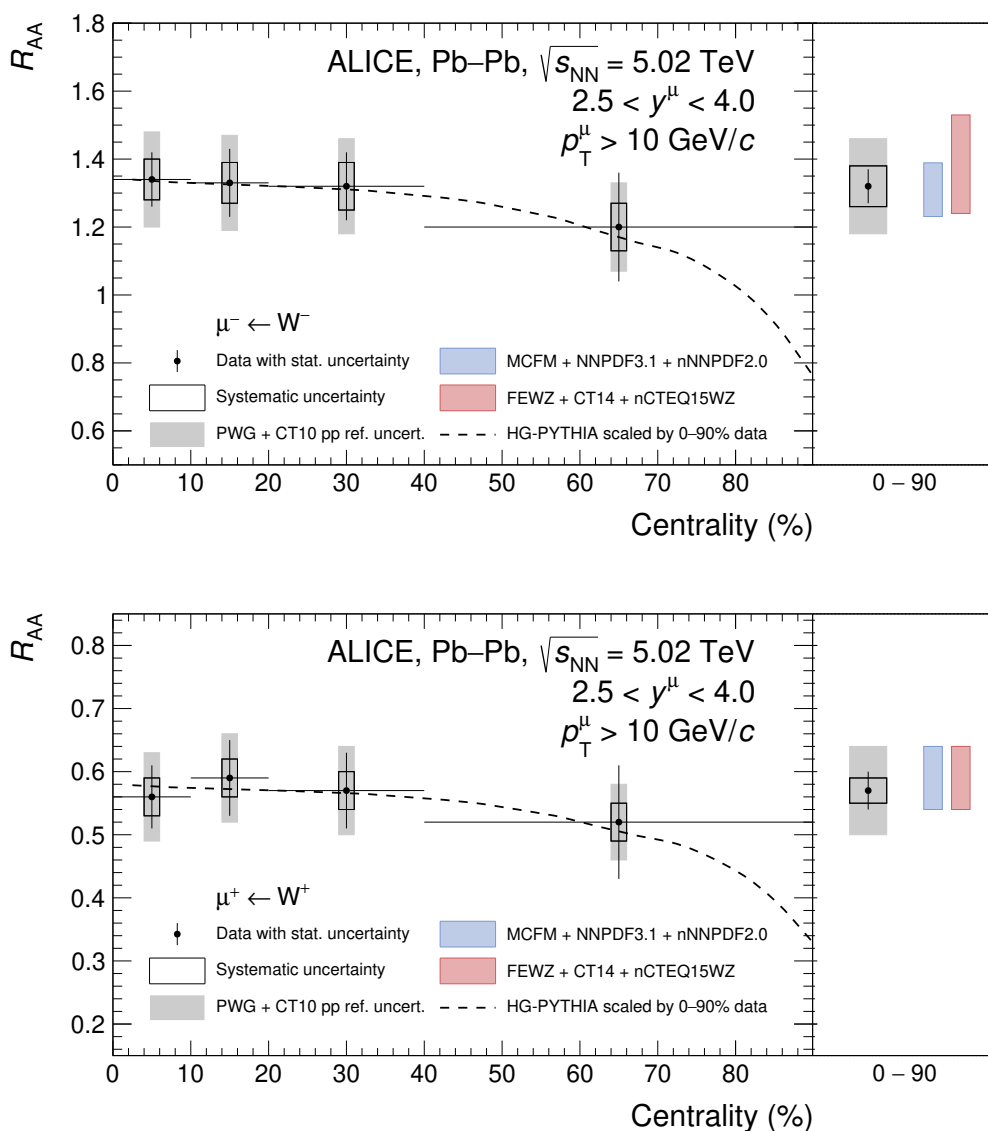 R_AA
1.8
1.6
1.4
1.2
1
0.8
0.6
ALICE, Pb–Pb, √s_NN = 5.02 TeV
2.5 < y^μ < 4.0
p_T^μ > 10 GeV/c
μ⁻ ← W⁻
Data with stat. uncertainty
Systematic uncertainty
PWG + CT10 pp ref. uncert.
MCFM + NNPDF3.1 + nNNPDF2.0
FEWZ + CT14 + nCTEQ15WZ
HG-PYTHIA scaled by 0–90% data
0 10 20 30 40 50 60 70 80
0 – 90
Centrality (%)
R_AA
0.8
0.7
0.6
0.5
0.4
0.3
0.2
ALICE, Pb–Pb, √s_NN = 5.02 TeV
2.5 < y^μ < 4.0
p_T^μ > 10 GeV/c
μ⁺ ← W⁺
Data with stat. uncertainty
Systematic uncertainty
PWG + CT10 pp ref. uncert.
MCFM + NNPDF3.1 + nNNPDF2.0
FEWZ + CT14 + nCTEQ15WZ
HG-PYTHIA scaled by 0–90% data
0 10 20 30 40 50 60 70 80
0 – 90
Centrality (%)